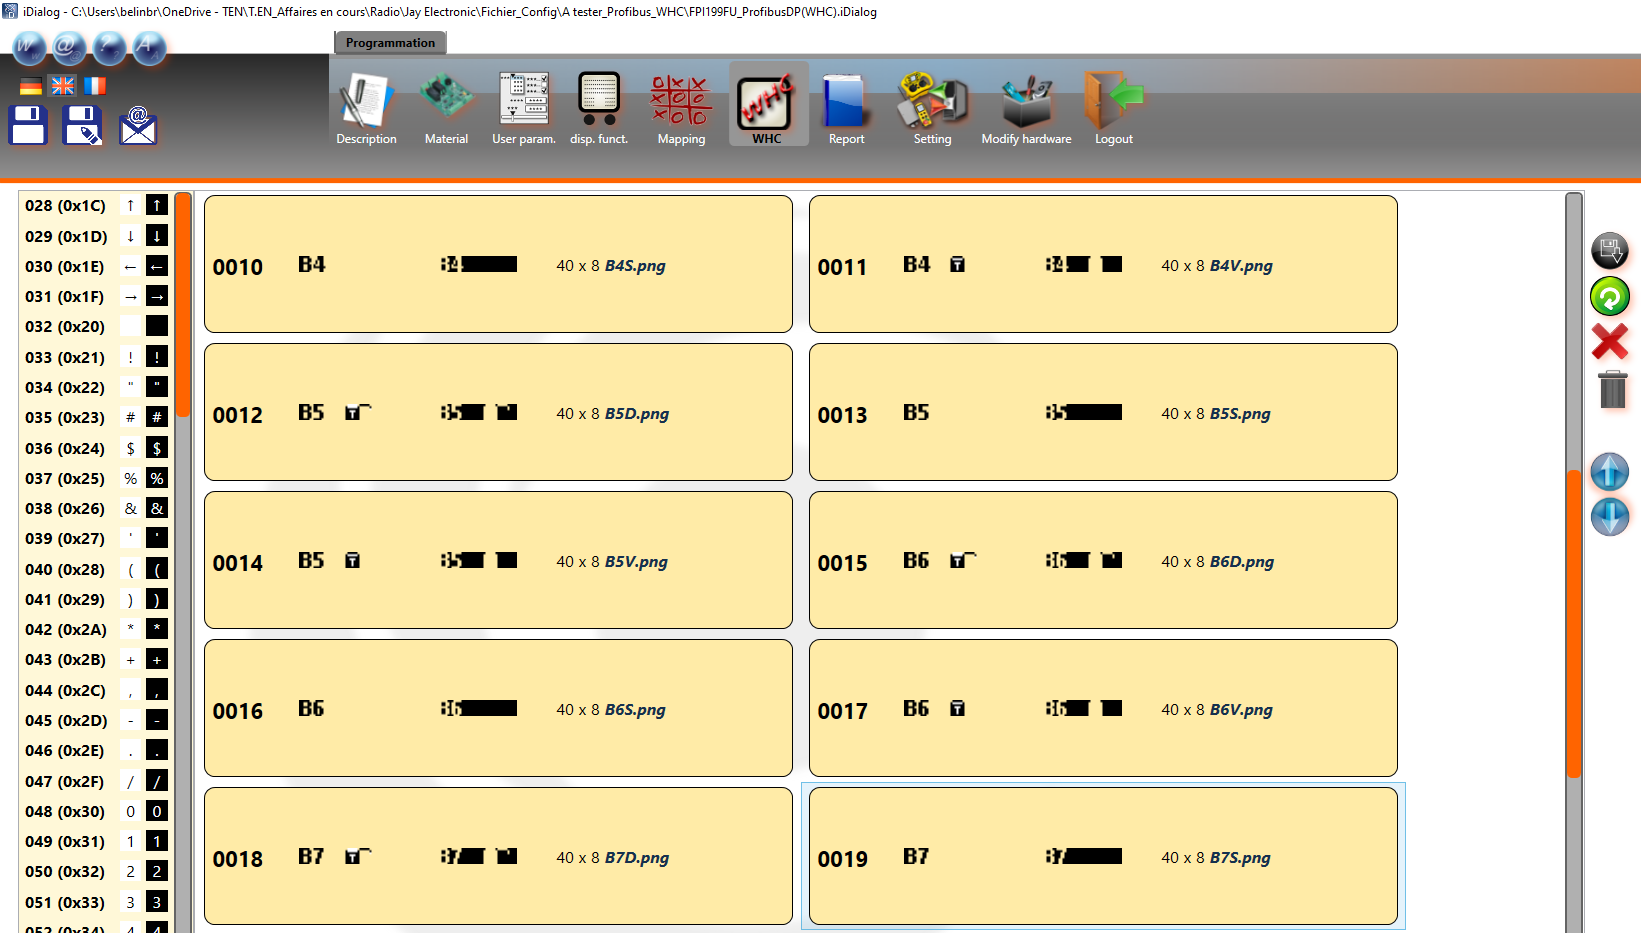 iDialog - C:\Users\belinbr\OneDrive - TEN\T.EN_Affaires en cours\Radio\Jay Electronic\Fichier_Config\A tester_Profibus_WHC\FPI199FU_ProfibusDP(WHC).iDialog
W @ ? A
Programmation
Description Material User param. disp. funct. Mapping WHC Report Setting Modify hardware Logout
028 (0x1C) ↑ ↑
029 (0x1D) ↓ ↓
030 (0x1E) ← ←
031 (0x1F) → →
032 (0x20)
033 (0x21) ! !
034 (0x22) " "
035 (0x23) # #
036 (0x24) $ $
037 (0x25) % %
038 (0x26) & &
039 (0x27) ' '
040 (0x28) ( (
041 (0x29) ) )
042 (0x2A) * *
043 (0x2B) + +
044 (0x2C) , ,
045 (0x2D) - -
046 (0x2E) . .
047 (0x2F) / /
048 (0x30) 0 0
049 (0x31) 1 1
050 (0x32) 2 2
051 (0x33) 3 3
052 (0x34) 4 4
0010 B4 40 x 8 B4S.png
0011 B4 T 40 x 8 B4V.png
0012 B5 T 40 x 8 B5D.png
0013 B5 40 x 8 B5S.png
0014 B5 T 40 x 8 B5V.png
0015 B6 T 40 x 8 B6D.png
0016 B6 40 x 8 B6S.png
0017 B6 T 40 x 8 B6V.png
0018 B7 T 40 x 8 B7D.png
0019 B7 40 x 8 B7S.png